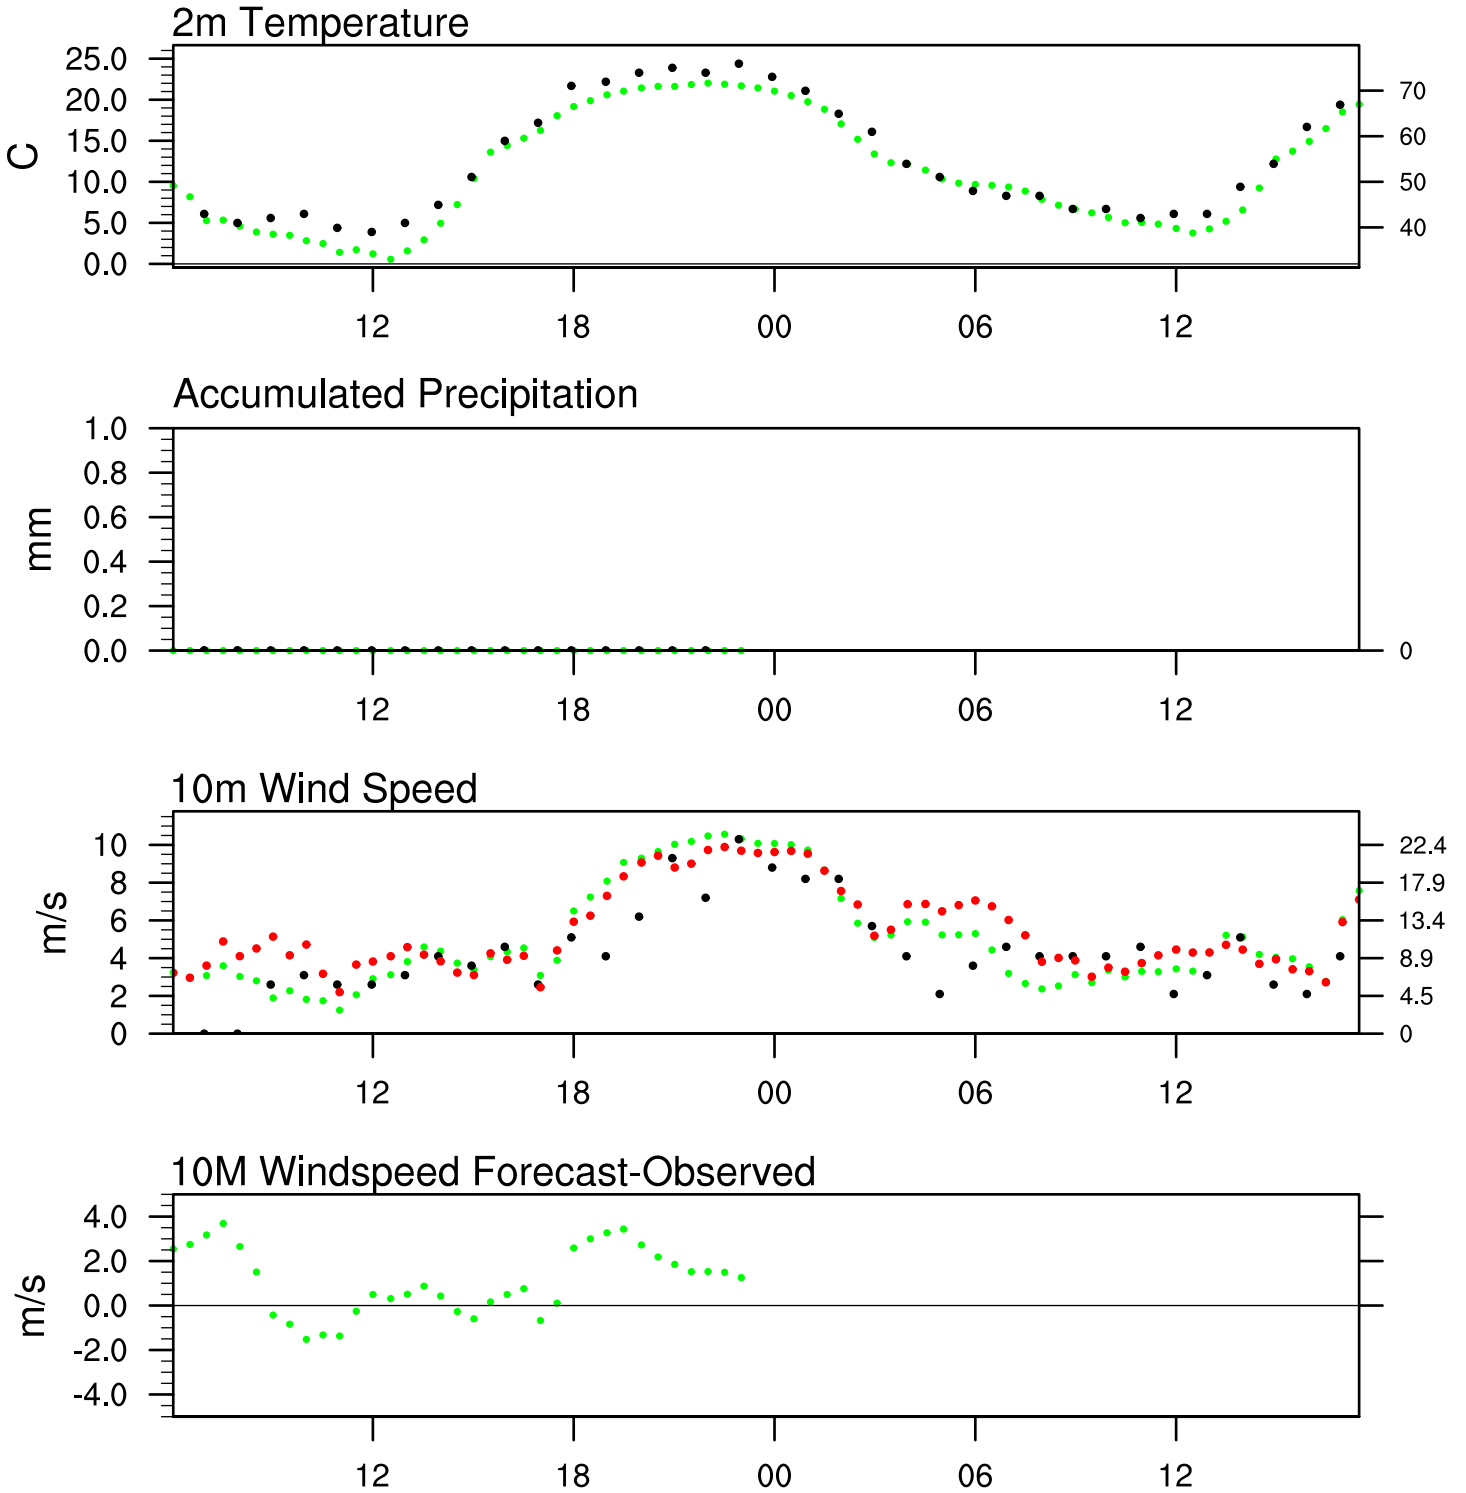 2m Temperature
25.0
20.0
15.0
10.0
5.0
0.0
C
70
60
50
40
12 18 00 06 12
Accumulated Precipitation
1.0
0.8
0.6
0.4
0.2
0.0
mm
0
12 18 00 06 12
10m Wind Speed
10
8
6
4
2
0
m/s
22.4
17.9
13.4
8.9
4.5
0
12 18 00 06 12
10M Windspeed Forecast-Observed
4.0
2.0
0.0
-2.0
-4.0
m/s
12 18 00 06 12